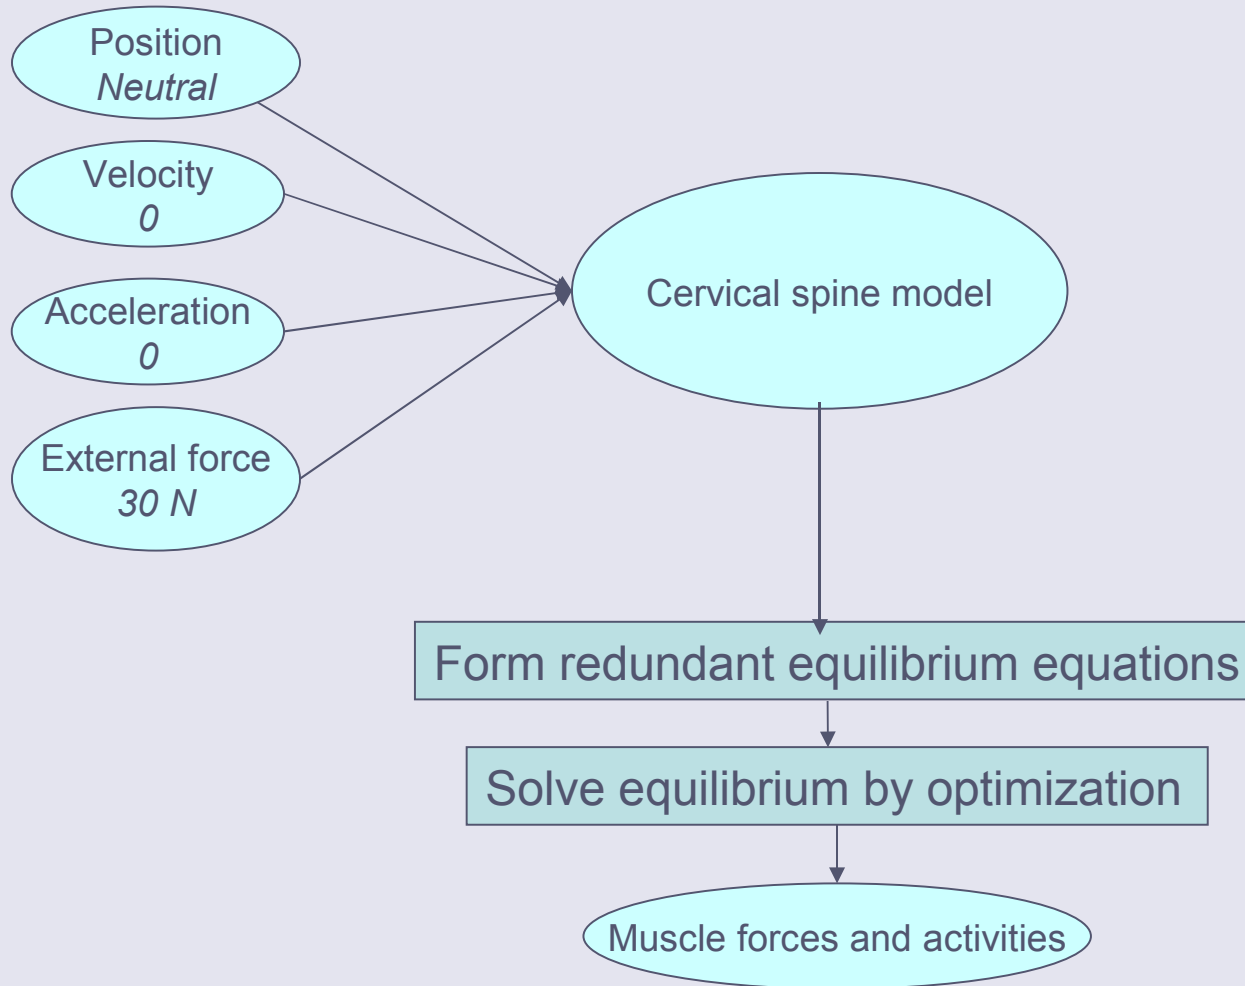 Position
Neutral
Velocity
0
Acceleration
0
External force
30 N
Cervical spine model
Form redundant equilibrium equations
Solve equilibrium by optimization
Muscle forces and activities